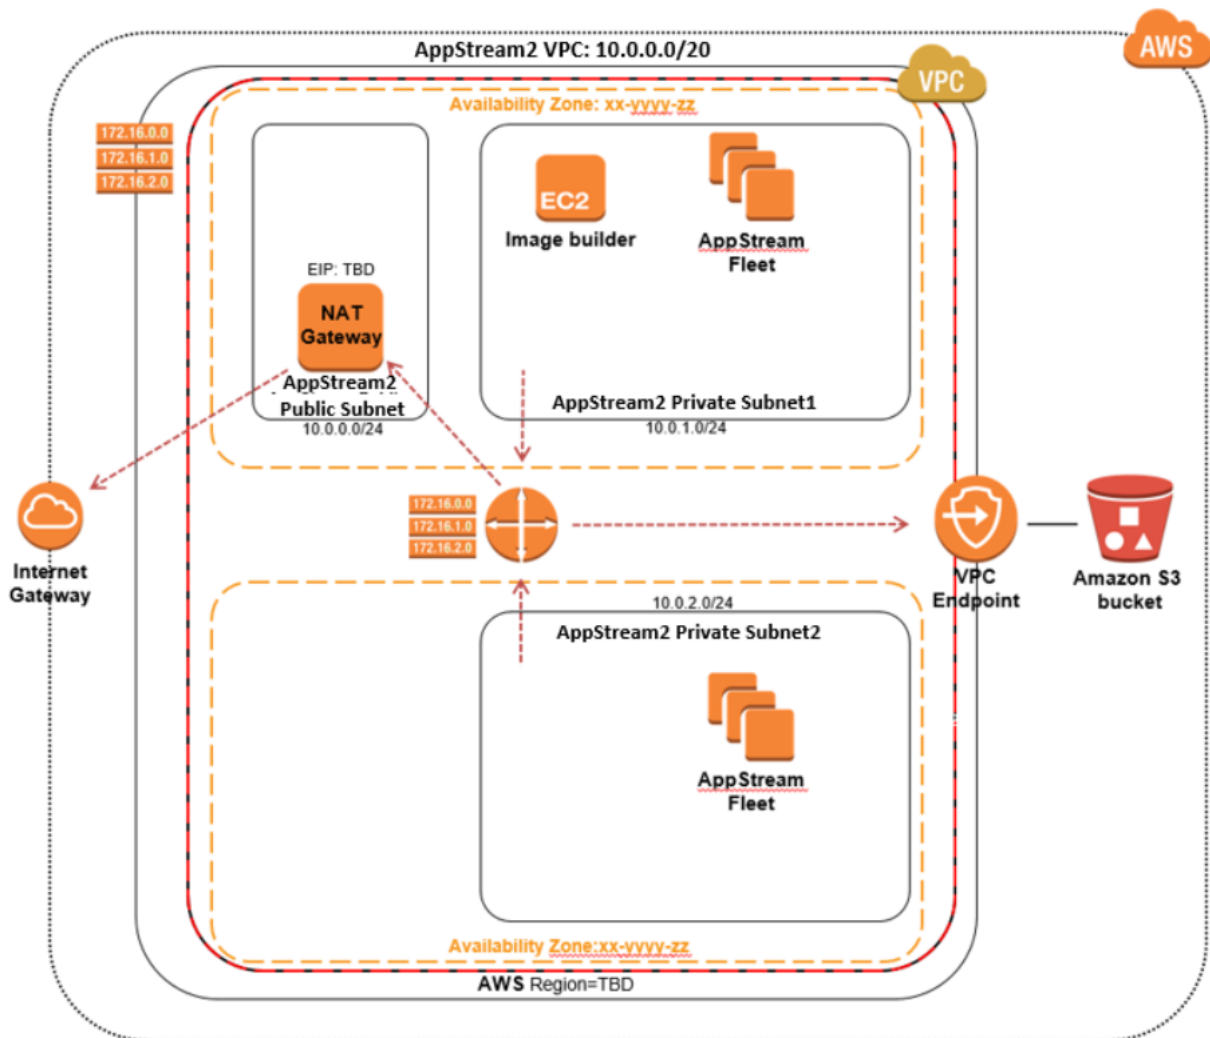 AppStream2 VPC: 10.0.0.0/20
AWS
VPC
Availability Zone: xx-yyyy-zz
172.16.0.0
172.16.1.0
172.16.2.0
EC2
Image builder
AppStream
Fleet
EIP: TBD
NAT
Gateway
AppStream2
Public Subnet
10.0.0.0/24
AppStream2 Private Subnet1
10.0.1.0/24
172.16.0.0
172.16.1.0
172.16.2.0
Internet
Gateway
VPC
Endpoint
Amazon S3
bucket
10.0.2.0/24
AppStream2 Private Subnet2
AppStream
Fleet
Availability Zone:xx-yyyy-zz
AWS Region=TBD